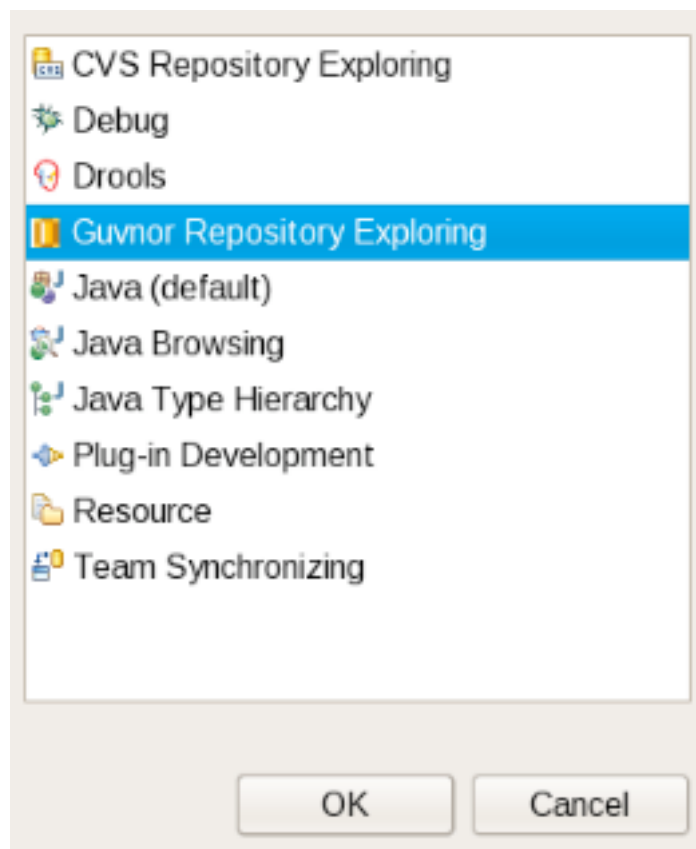 CVS Repository Exploring
Debug
Drools
Guvnor Repository Exploring
Java (default)
Java Browsing
Java Type Hierarchy
Plug-in Development
Resource
Team Synchronizing
OK
Cancel